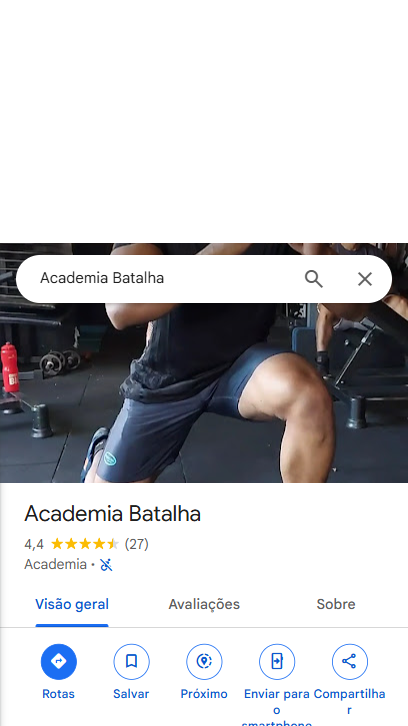 Academia Batalha
Academia Batalha
4,4 (27)
Academia ·
Visão geral Avaliações Sobre
Rotas Salvar Próximo Enviar para o smartphone Compartilhar